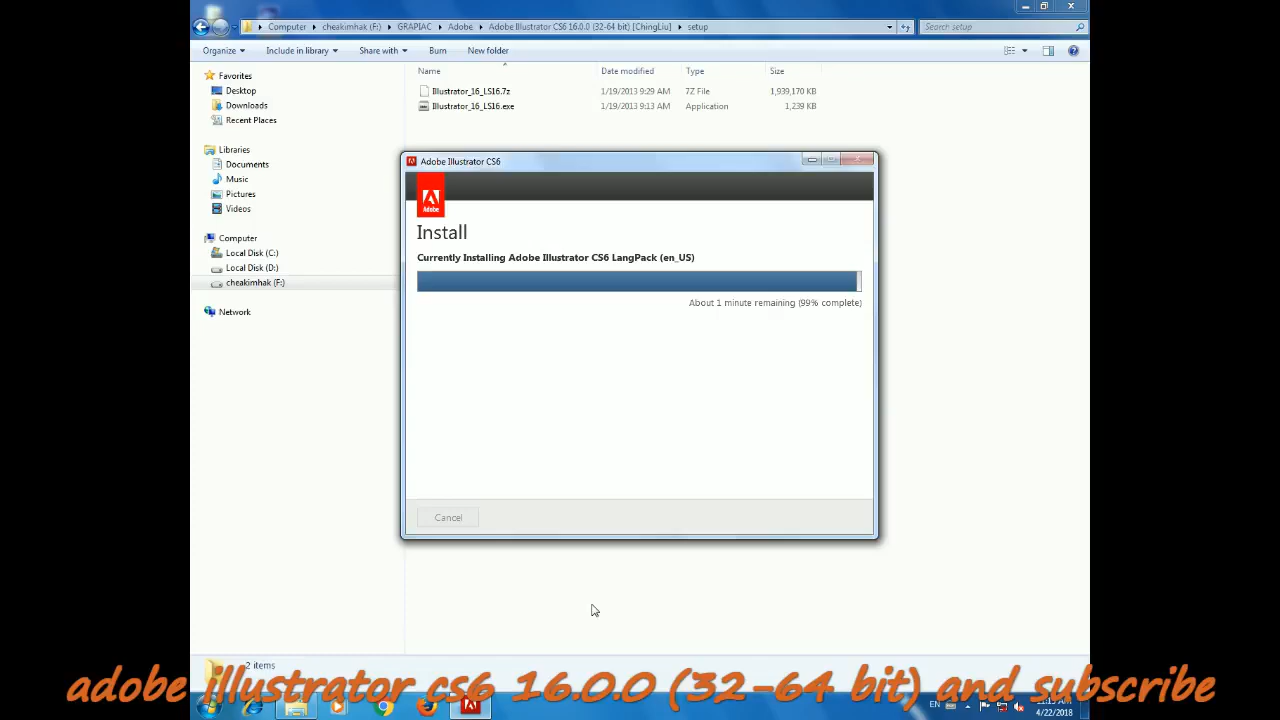 Computer ▸ cheakimhak (F:) ▸ GRAPIAC ▸ Adobe ▸ Adobe Illustrator CS6 16.0.0 (32-64 bit) [ChingLiu] ▸ setup
Search setup
Organize ▾ Include in library ▾ Share with ▾ Burn New folder
Name Date modified Type Size
Illustrator_16_LS16.7z 1/19/2013 9:29 AM 7Z File 1,939,170 KB
Illustrator_16_LS16.exe 1/19/2013 9:13 AM Application 1,239 KB
Favorites
Desktop
Downloads
Recent Places
Libraries
Documents
Music
Pictures
Videos
Computer
Local Disk (C:)
Local Disk (D:)
cheakimhak (F:)
Network
Adobe Illustrator CS6
Adobe
Install
Currently Installing Adobe Illustrator CS6 LangPack (en_US)
About 1 minute remaining (99% complete)
Cancel
2 items
adobe illustrator cs6 16.0.0 (32-64 bit) and subscribe
EN
4/22/2018